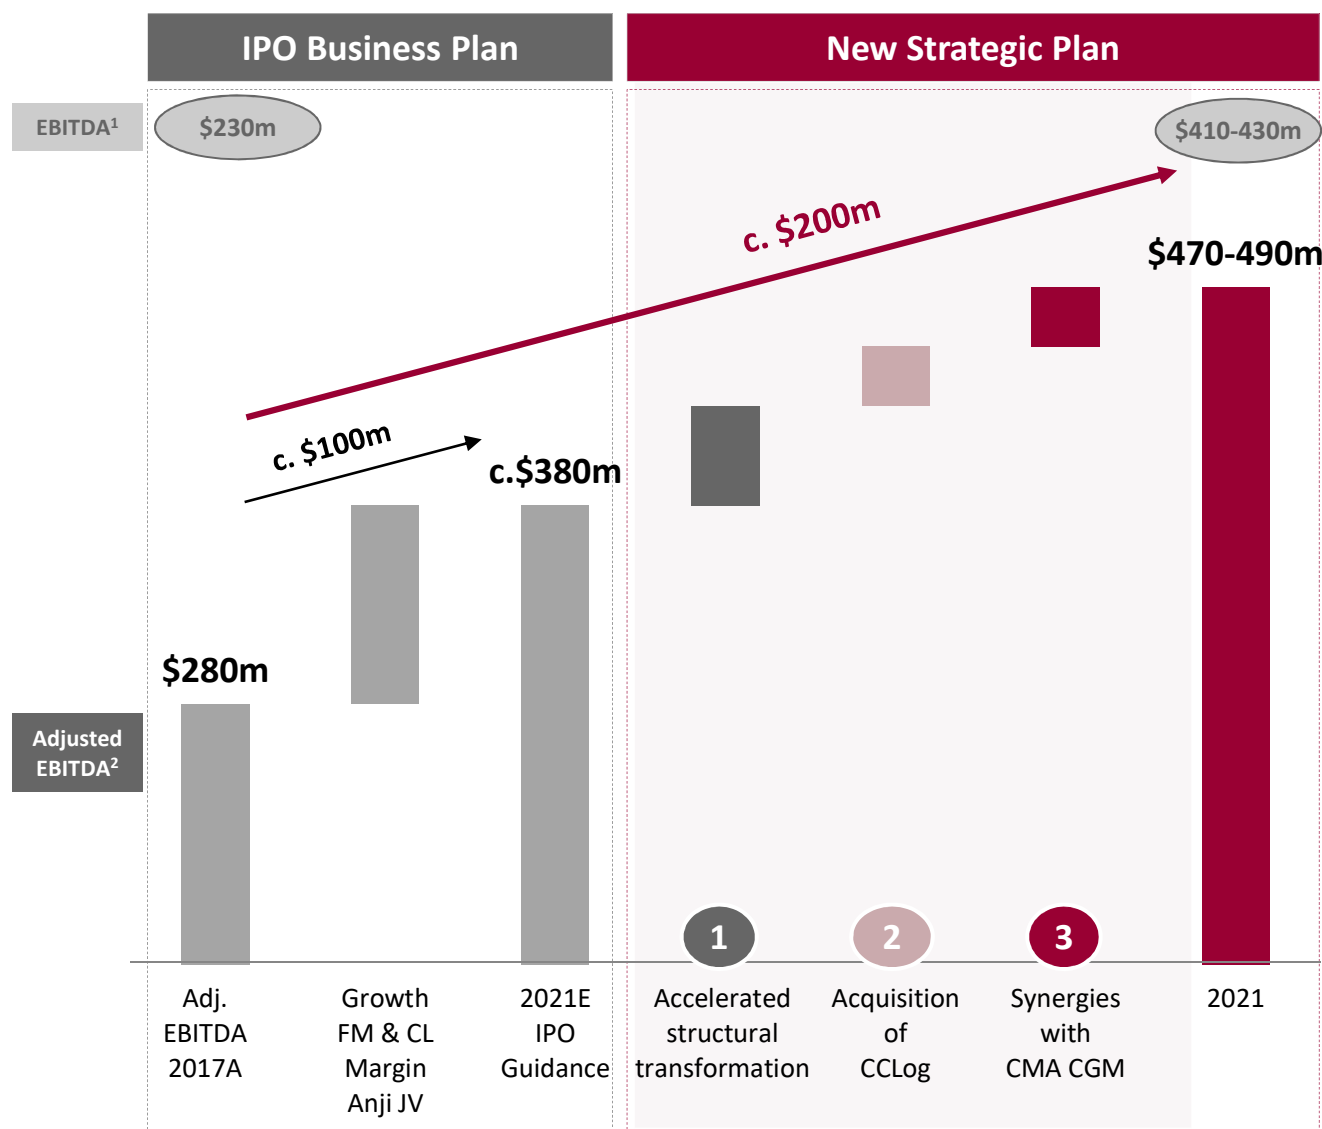 IPO Business Plan
New Strategic Plan
EBITDA1
$230m
$410-430m
c. $200m
$470-490m
c. $100m
c.$380m
$280m
Adjusted
EBITDA2
1
2
3
Adj.
EBITDA
2017A
Growth
FM & CL
Margin
Anji JV
2021E
IPO
Guidance
Accelerated
structural
transformation
Acquisition
of
CCLog
Synergies
with
CMA CGM
2021